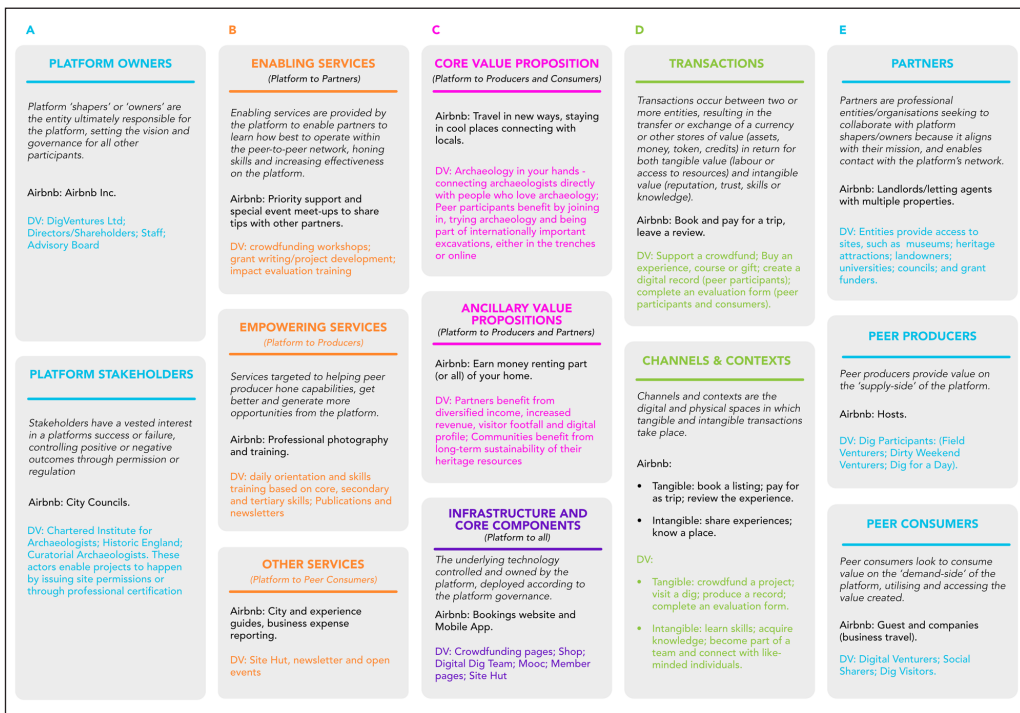 A
PLATFORM OWNERS
Platform ‘shapers’ or ‘owners’ are
the entity ultimately responsible for
the platform, setting the vision and
governance for all other
participants.
Airbnb: Airbnb Inc.
DV: DigVentures Ltd;
Directors/Shareholders; Staff;
Advisory Board
PLATFORM STAKEHOLDERS
Stakeholders have a vested interest
in a platforms success or failure,
controlling positive or negative
outcomes through permission or
regulation
Airbnb: City Councils.
DV: Chartered Institute for
Archaeologists; Historic England;
Curatorial Archaeologists. These
actors enable projects to happen
by issuing site permissions or
through professional certification
B
ENABLING SERVICES
(Platform to Partners)
Enabling services are provided by
the platform to enable partners to
learn how best to operate within
the peer-to-peer network, honing
skills and increasing effectiveness
on the platform.
Airbnb: Priority support and
special event meet-ups to share
tips with other partners.
DV: crowdfunding workshops;
grant writing/project development;
impact evaluation training
EMPOWERING SERVICES
(Platform to Producers)
Services targeted to helping peer
producer hone capabilities, get
better and generate more
opportunities from the platform.
Airbnb: Professional photography
and training.
DV: daily orientation and skills
training based on core, secondary
and tertiary skills; Publications and
newsletters
OTHER SERVICES
(Platform to Peer Consumers)
Airbnb: City and experience
guides, business expense
reporting.
DV: Site Hut, newsletter and open
events
C
CORE VALUE PROPOSITION
(Platform to Producers and Consumers)
Airbnb: Travel in new ways, staying
in cool places connecting with
locals.
DV: Archaeology in your hands -
connecting archaeologists directly
with people who love archaeology;
Peer participants benefit by joining
in, trying archaeology and being
part of internationally important
excavations, either in the trenches
or online
ANCILLARY VALUE
PROPOSITIONS
(Platform to Producers and Partners)
Airbnb: Earn money renting part
(or all) of your home.
DV: Partners benefit from
diversified income, increased
revenue, visitor footfall and digital
profile; Communities benefit from
long-term sustainability of their
heritage resources
INFRASTRUCTURE AND
CORE COMPONENTS
(Platform to all)
The underlying technology
controlled and owned by the
platform, deployed according to
the platform governance.
Airbnb: Bookings website and
Mobile App.
DV: Crowdfunding pages; Shop;
Digital Dig Team; Mooc; Member
pages; Site Hut
D
TRANSACTIONS
Transactions occur between two or
more entities, resulting in the
transfer or exchange of a currency
or other stores of value (assets,
money, token, credits) in return for
both tangible value (labour or
access to resources) and intangible
value (reputation, trust, skills or
knowledge).
Airbnb: Book and pay for a trip,
leave a review.
DV: Support a crowdfund; Buy an
experience, course or gift; create a
digital record (peer participants);
complete an evaluation form (peer
participants and consumers).
CHANNELS & CONTEXTS
Channels and contexts are the
digital and physical spaces in which
tangible and intangible transactions
take place.
Airbnb:
• Tangible: book a listing; pay for
as trip; review the experience.
• Intangible: share experiences;
know a place.
DV:
• Tangible: crowdfund a project;
visit a dig; produce a record;
complete an evaluation form.
• Intangible: learn skills; acquire
knowledge; become part of a
team and connect with like-
minded individuals.
E
PARTNERS
Partners are professional
entities/organisations seeking to
collaborate with platform
shapers/owners because it aligns
with their mission, and enables
contact with the platform’s network.
Airbnb: Landlords/letting agents
with multiple properties.
DV: Entities provide access to
sites, such as museums; heritage
attractions; landowners;
universities; councils; and grant
funders.
PEER PRODUCERS
Peer producers provide value on
the ‘supply-side’ of the platform.
Airbnb: Hosts.
DV: Dig Participants: (Field
Venturers; Dirty Weekend
Venturers; Dig for a Day).
PEER CONSUMERS
Peer consumers look to consume
value on the ‘demand-side’ of the
platform, utilising and accessing the
value created.
Airbnb: Guest and companies
(business travel).
DV: Digital Venturers; Social
Sharers; Dig Visitors.